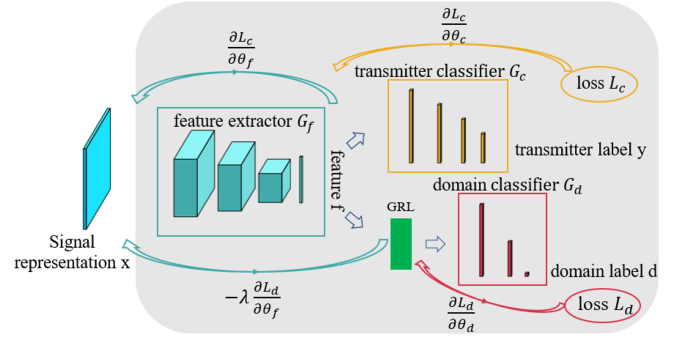 ∂L_c/∂θ_f
∂L_c/∂θ_c
transmitter classifier G_c
loss L_c
feature extractor G_f
feature f
transmitter label y
domain classifier G_d
GRL
Signal
representation x
domain label d
−λ ∂L_d/∂θ_f
∂L_d/∂θ_d
loss L_d